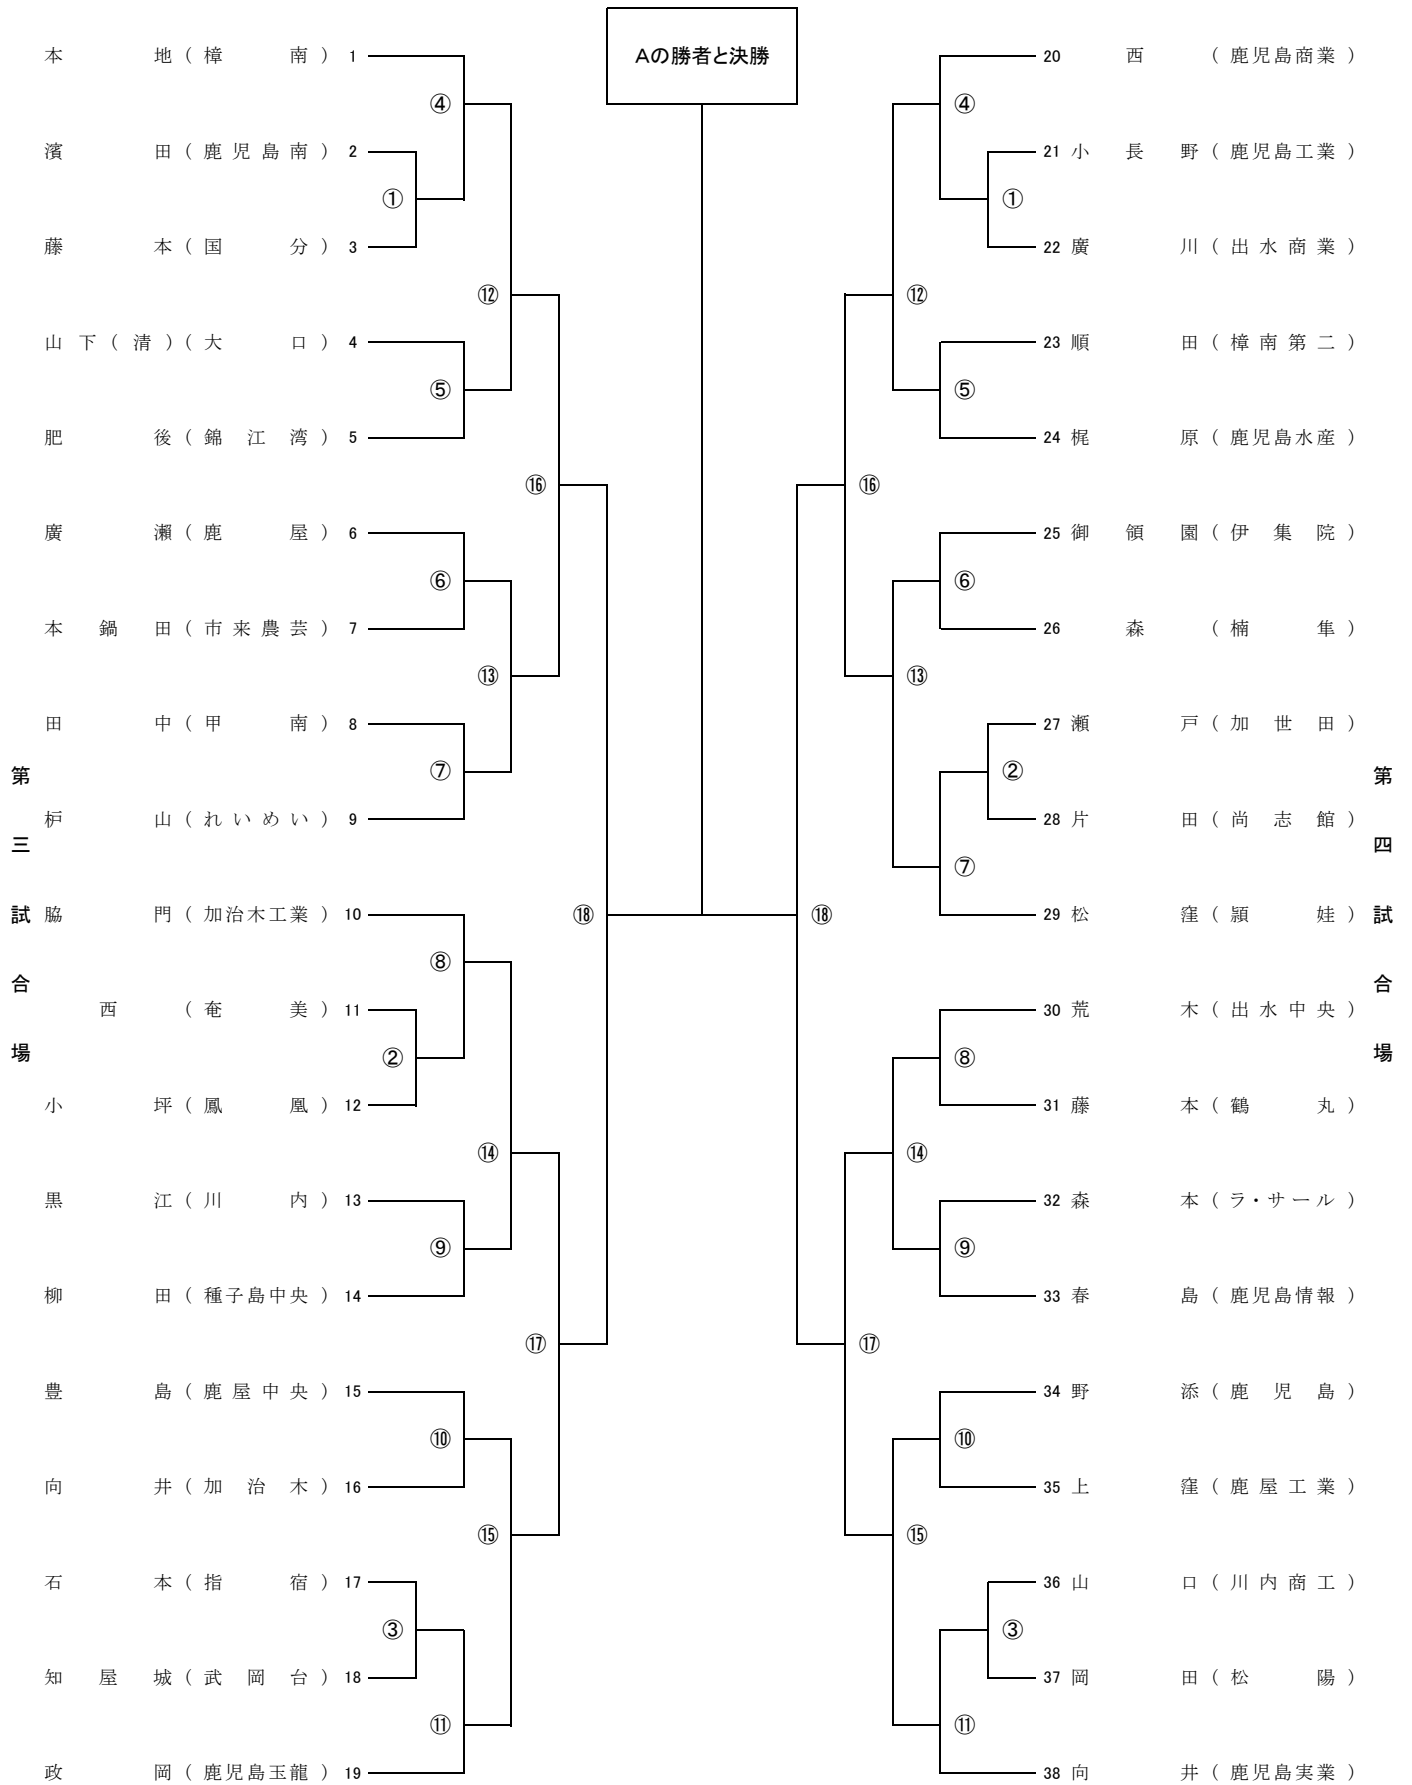 Aの勝者と決勝
第三試合場
本地（樟南） 1
④
濱田（鹿児島南） 2
①
藤本（国分） 3
⑫
山下（清）（大口） 4
⑤
肥後（錦江湾） 5
⑯
廣瀬（鹿屋） 6
⑥
本鍋田（市来農芸） 7
⑬
田中（甲南） 8
⑦
枦山（れいめい） 9
⑱
脇門（加治木工業） 10
⑧
西（奄美） 11
②
小坪（鳳凰） 12
⑭
黒江（川内） 13
⑨
柳田（種子島中央） 14
⑰
豊島（鹿屋中央） 15
⑩
向井（加治木） 16
⑮
石本（指宿） 17
③
知屋城（武岡台） 18
⑪
政岡（鹿児島玉龍） 19
第四試合場
20 西（鹿児島商業）
④
21 小長野（鹿児島工業）
①
22 廣川（出水商業）
⑫
23 順田（樟南第二）
⑤
24 梶原（鹿児島水産）
⑯
25 御領園（伊集院）
⑥
26 森（楠隼）
⑬
27 瀬戸（加世田）
②
28 片田（尚志館）
⑦
29 松窪（頴娃）
⑱
30 荒木（出水中央）
⑧
31 藤本（鶴丸）
⑭
32 森本（ラ・サール）
⑨
33 春島（鹿児島情報）
⑰
34 野添（鹿児島）
⑩
35 上窪（鹿屋工業）
⑮
36 山口（川内商工）
③
37 岡田（松陽）
⑪
38 向井（鹿児島実業）